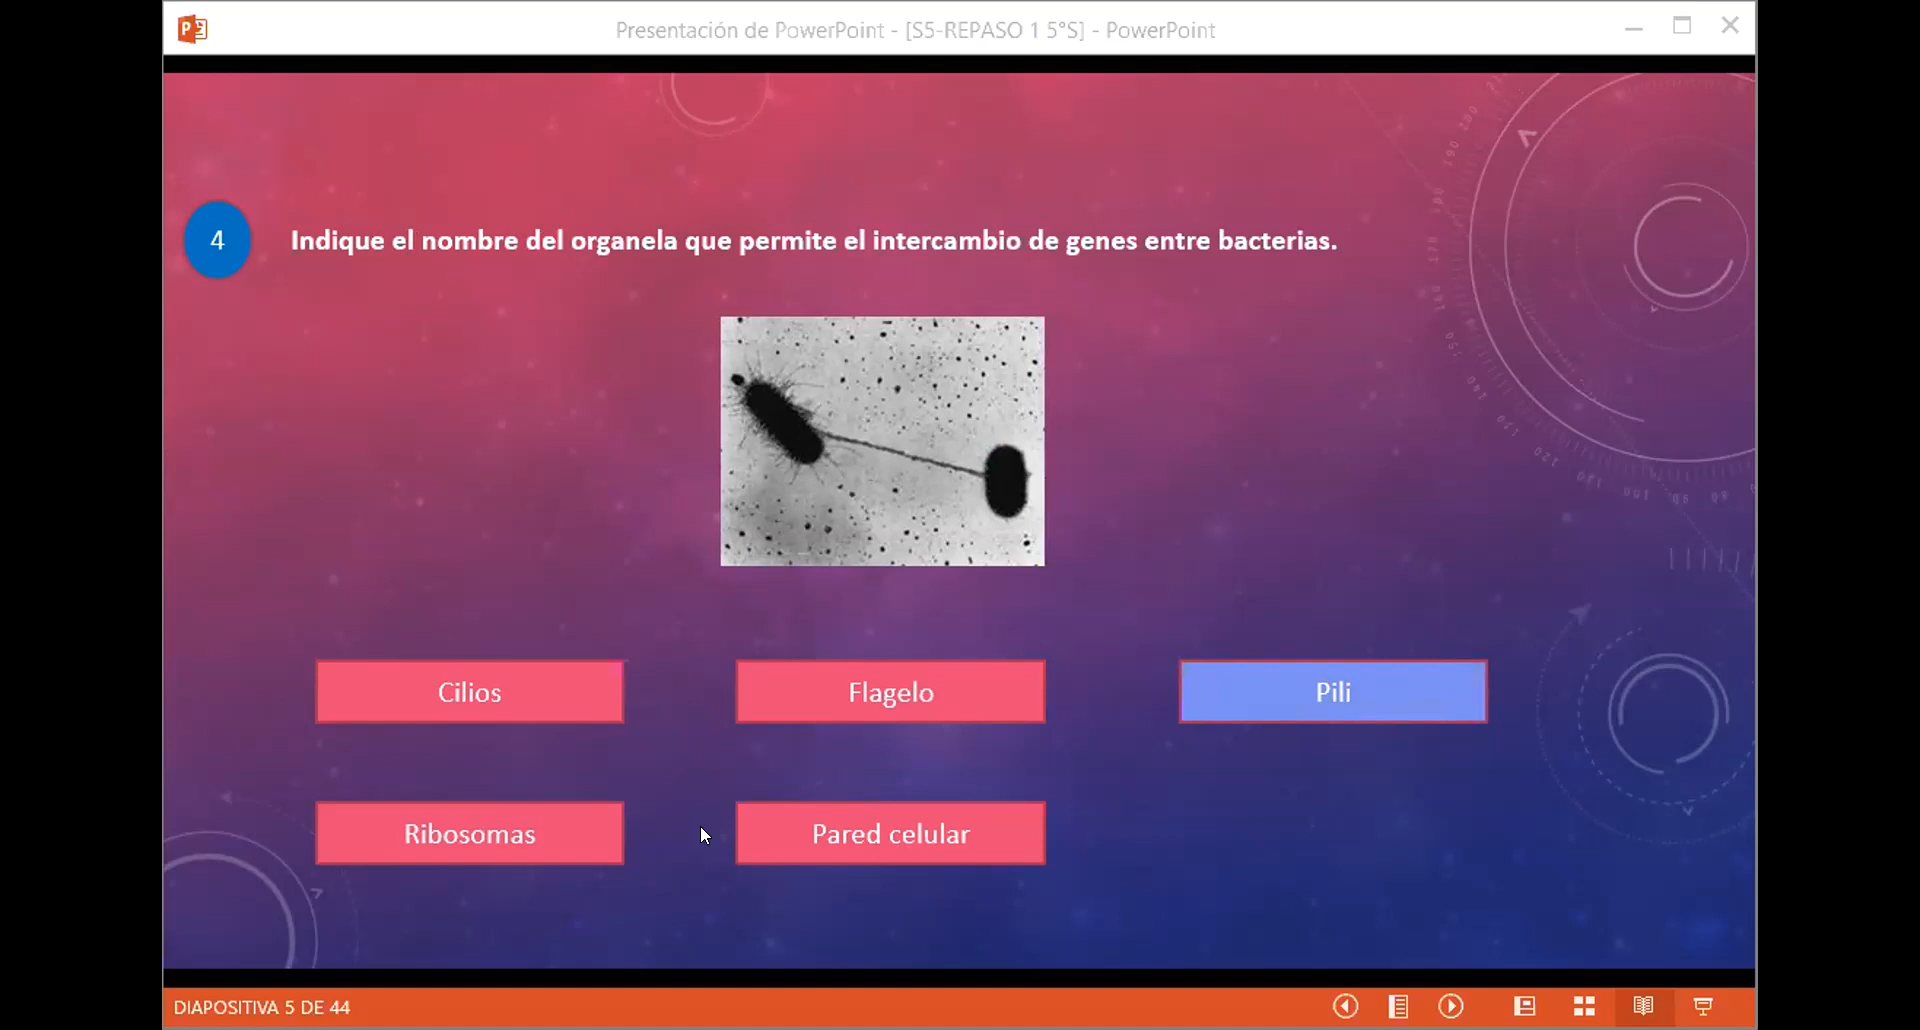 Presentación de PowerPoint - [S5-REPASO 1 5°S] - PowerPoint
4
Indique el nombre del organela que permite el intercambio de genes entre bacterias.
Cilios
Flagelo
Pili
Ribosomas
Pared celular
DIAPOSITIVA 5 DE 44